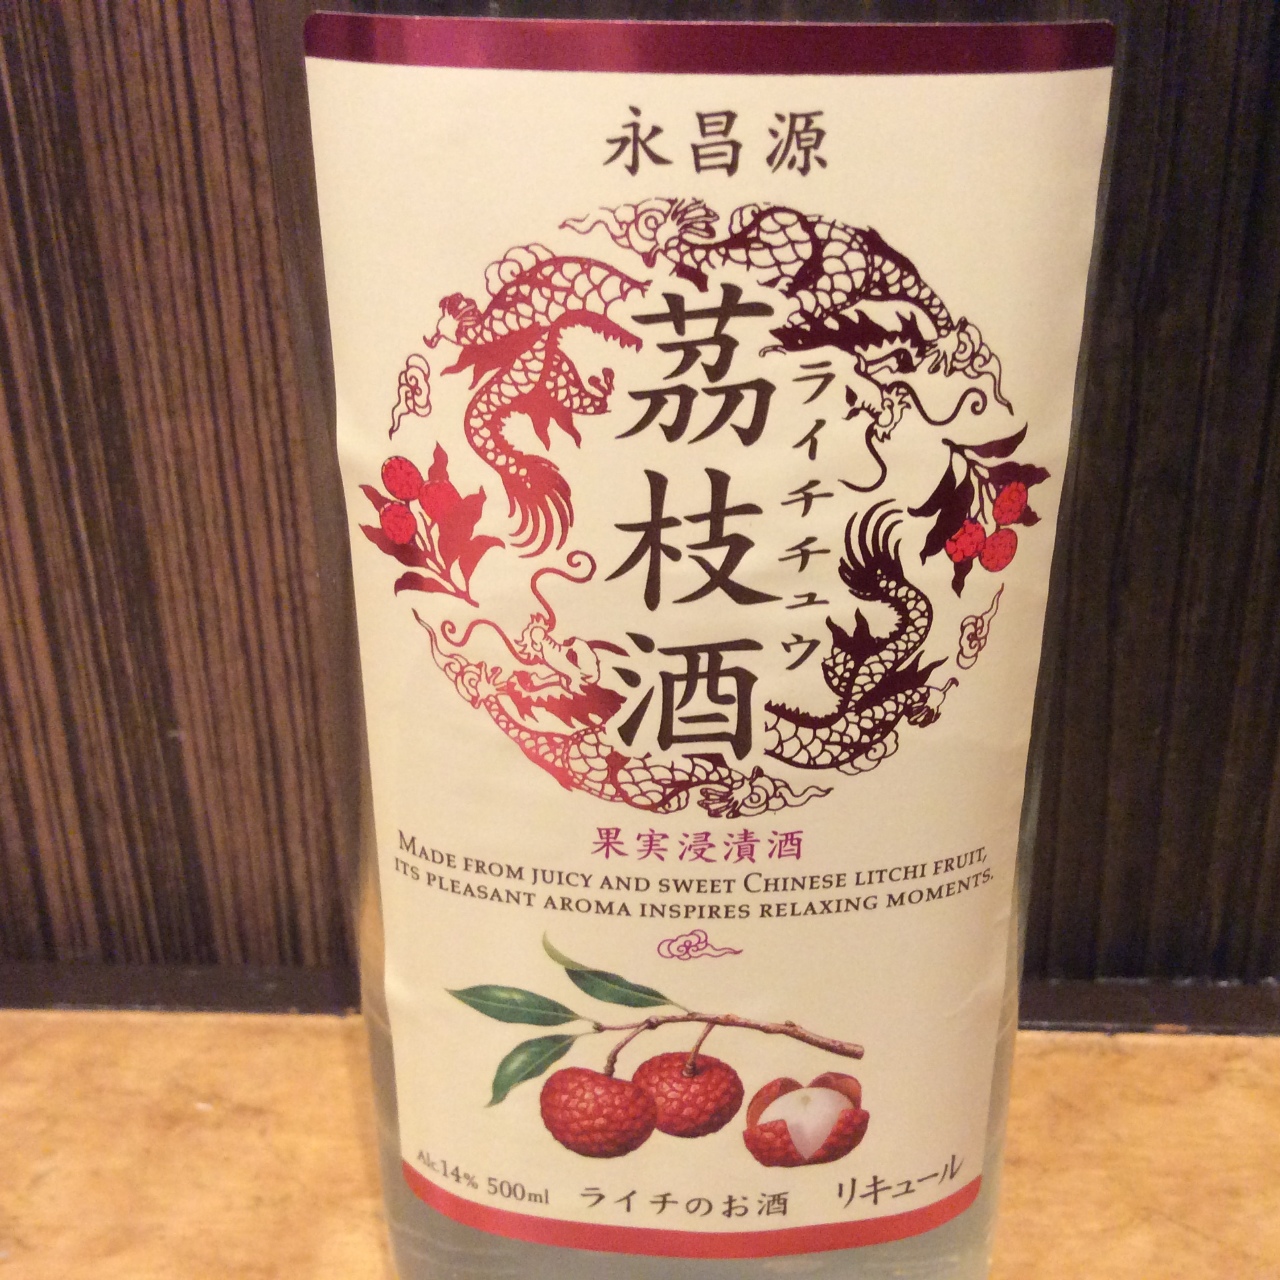 永昌源
茘枝酒
ライチチュウ
果実浸漬酒
MADE FROM JUICY AND SWEET CHINESE LITCHI FRUIT,
ITS PLEASANT AROMA INSPIRES RELAXING MOMENTS.
Alc.14% 500ml ライチのお酒 リキュール